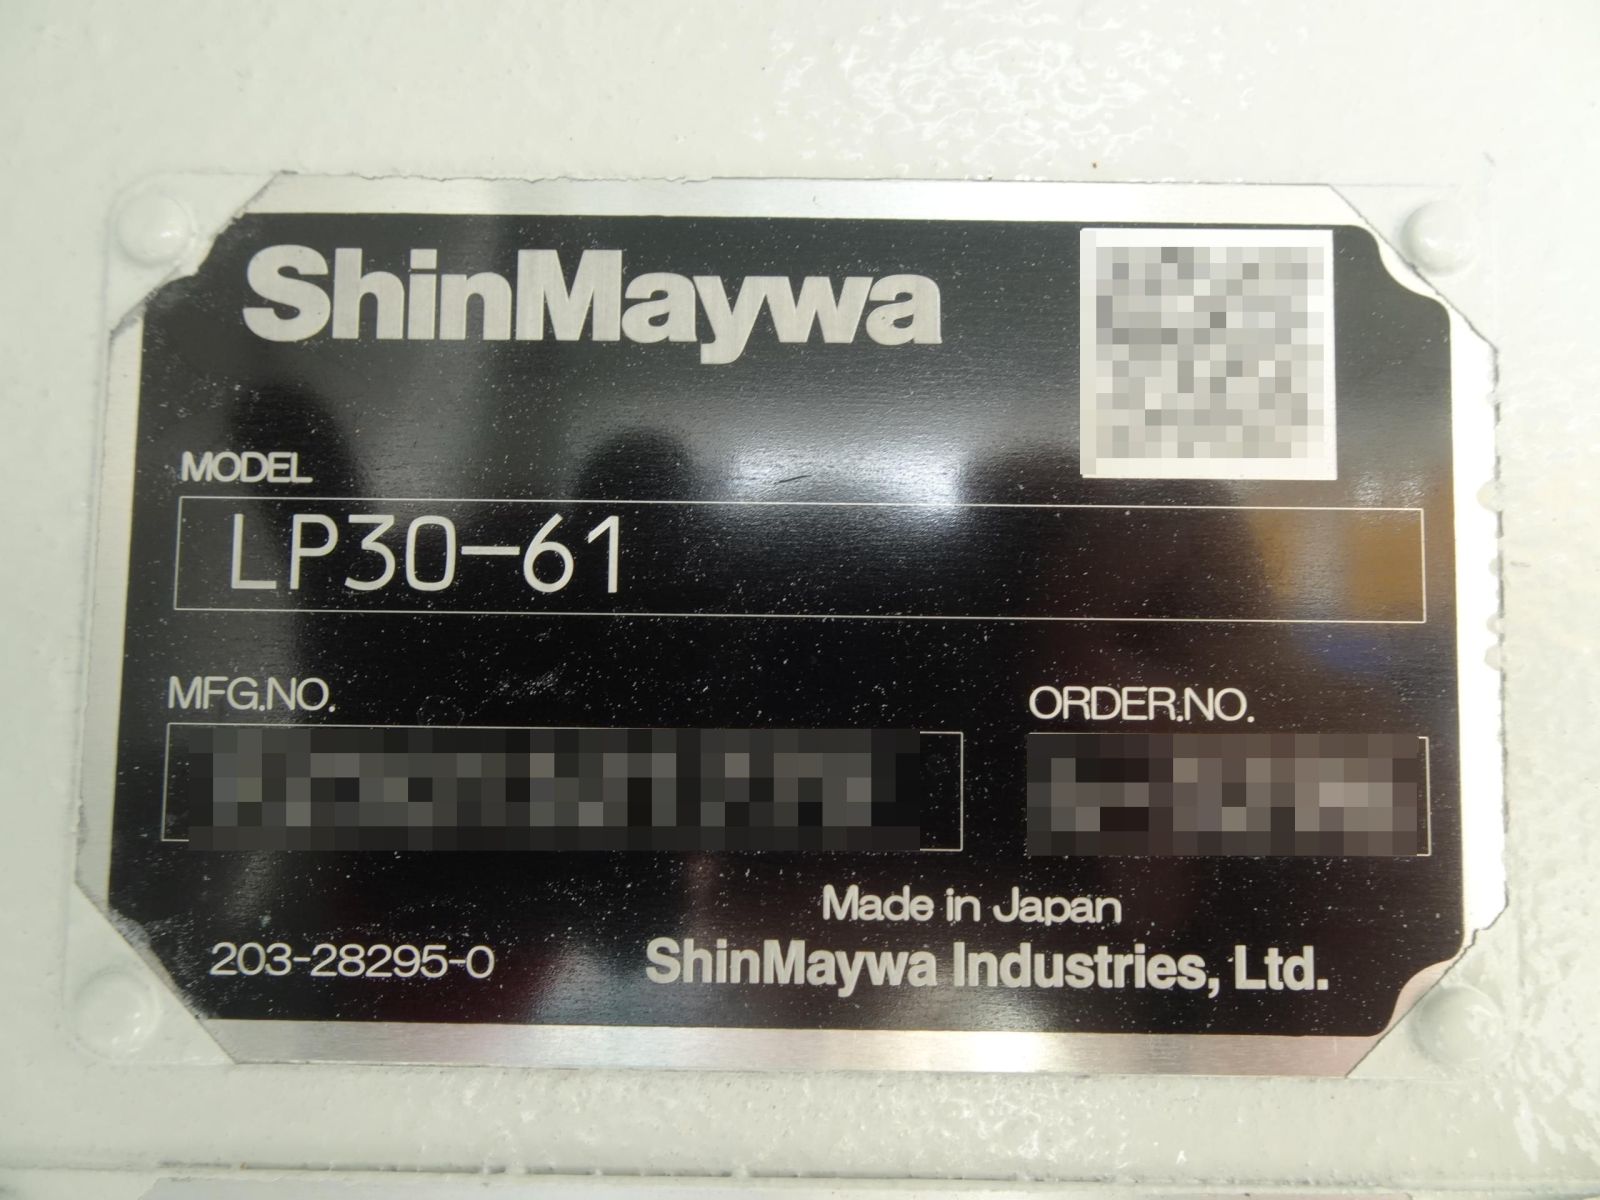 ShinMaywa
MODEL
LP30-61
MFG.NO.
ORDER.NO.
Made in Japan
203-28295-0
ShinMaywa Industries, Ltd.